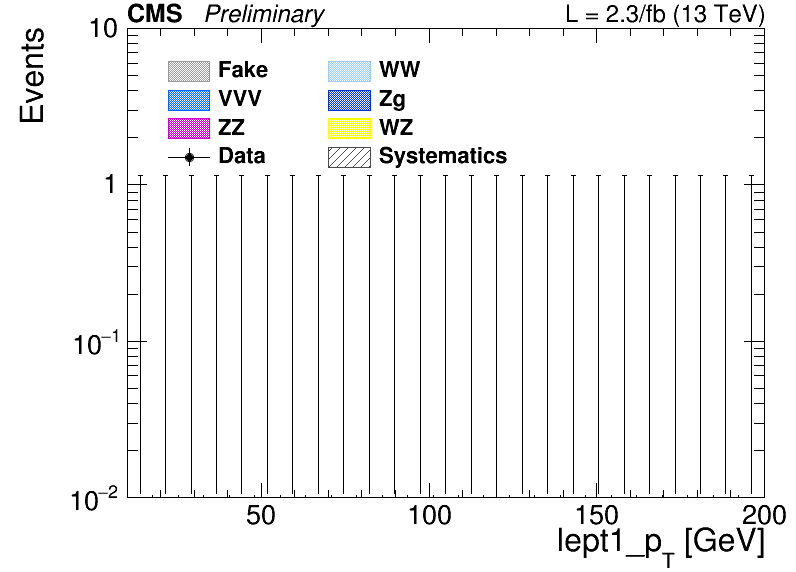 CMS Preliminary L = 2.3/fb (13 TeV)
Events
10
1
10−1
10−2
Fake WW
VVV Zg
ZZ WZ
Data Systematics
50 100 150 200
lept1_pT [GeV]